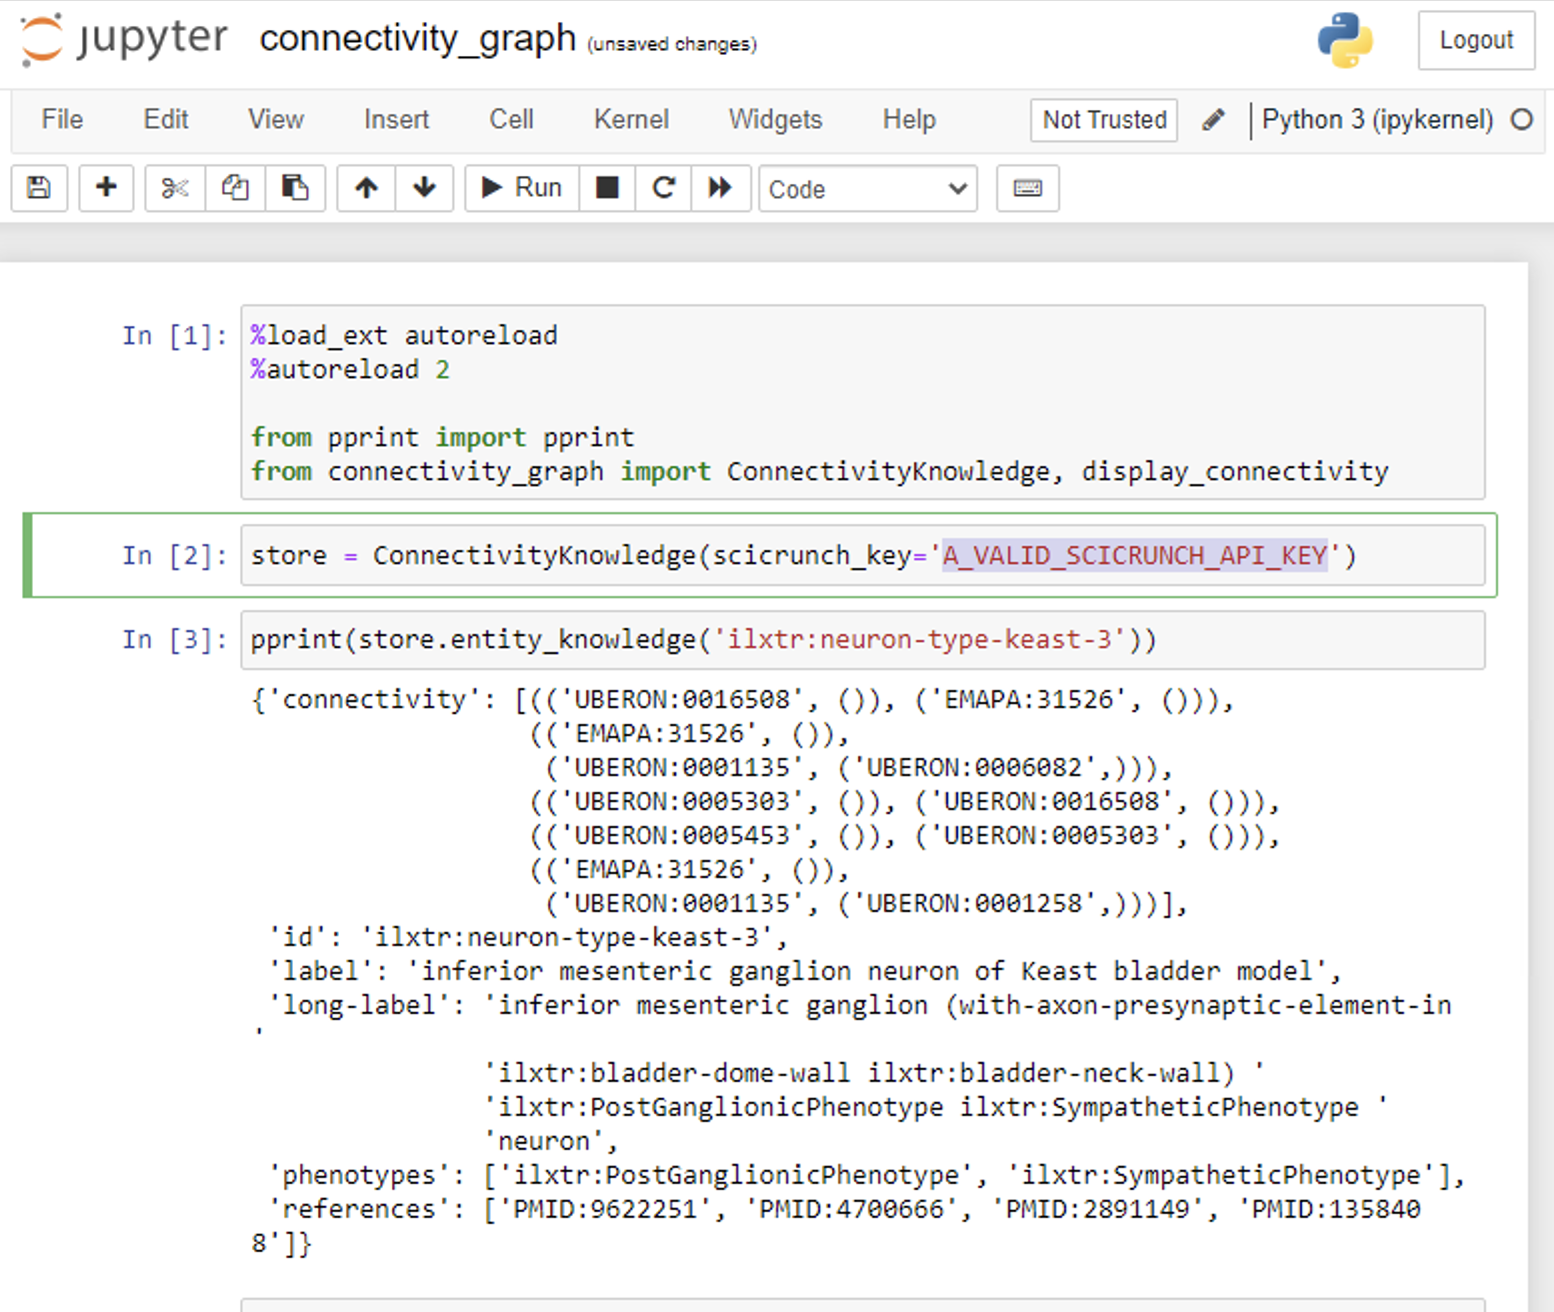 jupyter connectivity_graph (unsaved changes) Logout
File Edit View Insert Cell Kernel Widgets Help Not Trusted Python 3 (ipykernel)
Run Code
In [1]: %load_ext autoreload
%autoreload 2
from pprint import pprint
from connectivity_graph import ConnectivityKnowledge, display_connectivity
In [2]: store = ConnectivityKnowledge(scicrunch_key='A_VALID_SCICRUNCH_API_KEY')
In [3]: pprint(store.entity_knowledge('ilxtr:neuron-type-keast-3'))
{'connectivity': [(('UBERON:0016508', ()), ('EMAPA:31526', ())),
(('EMAPA:31526', ()),
('UBERON:0001135', ('UBERON:0006082',))),
(('UBERON:0005303', ()), ('UBERON:0016508', ())),
(('UBERON:0005453', ()), ('UBERON:0005303', ())),
(('EMAPA:31526', ()),
('UBERON:0001135', ('UBERON:0001258',)))],
'id': 'ilxtr:neuron-type-keast-3',
'label': 'inferior mesenteric ganglion neuron of Keast bladder model',
'long-label': 'inferior mesenteric ganglion (with-axon-presynaptic-element-in
'
'ilxtr:bladder-dome-wall ilxtr:bladder-neck-wall) '
'ilxtr:PostGanglionicPhenotype ilxtr:SympatheticPhenotype '
'neuron',
'phenotypes': ['ilxtr:PostGanglionicPhenotype', 'ilxtr:SympatheticPhenotype'],
'references': ['PMID:9622251', 'PMID:4700666', 'PMID:2891149', 'PMID:135840
8']}